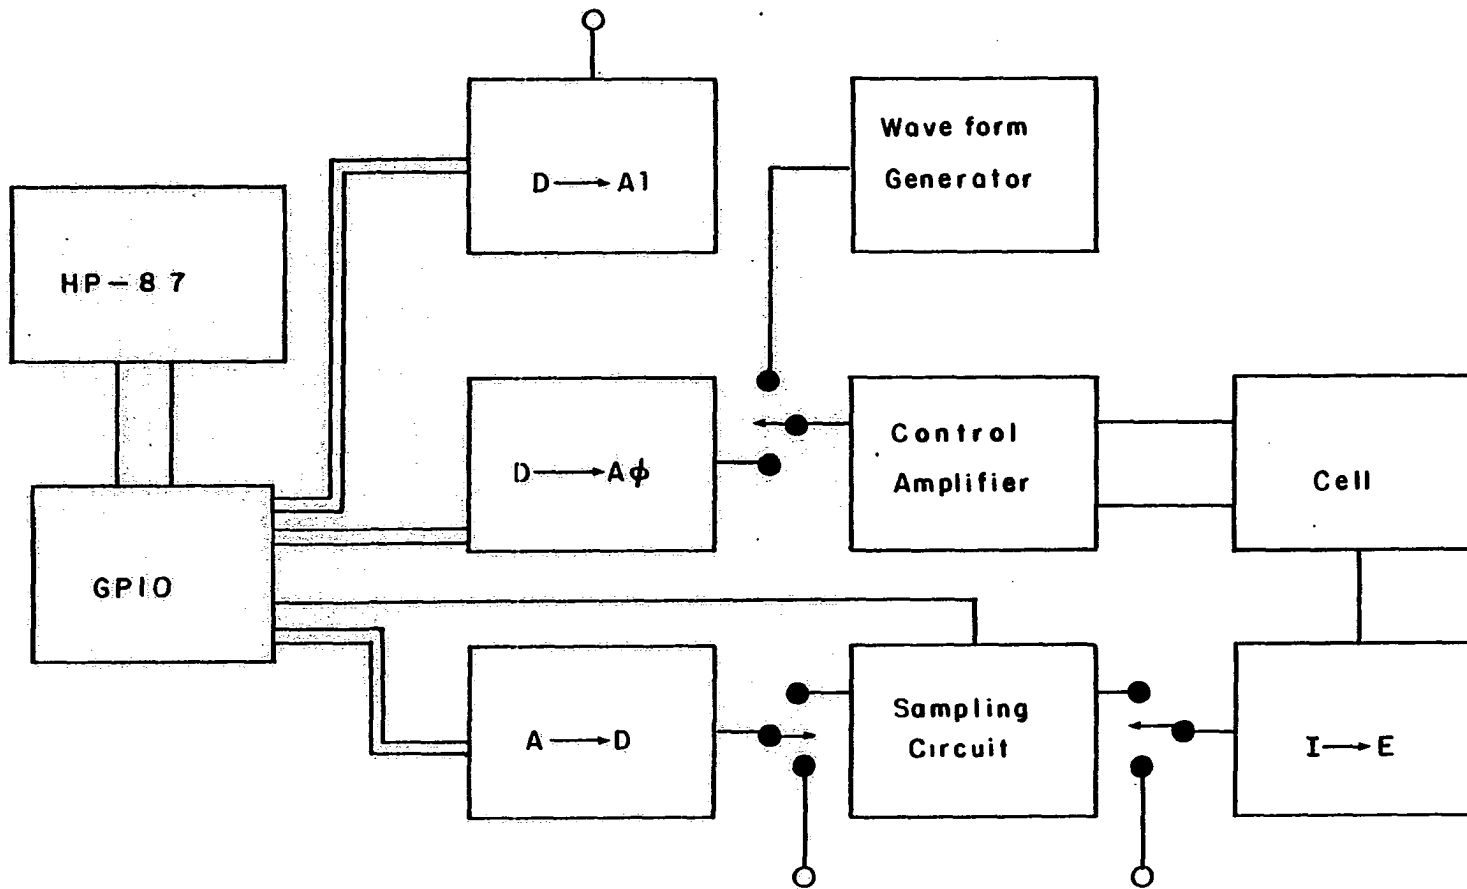 D→A1
Wave form
Generator
HP-87
D→Aϕ
Control
Amplifier
Cell
GPIO
A→D
Sampling
Circuit
I→E